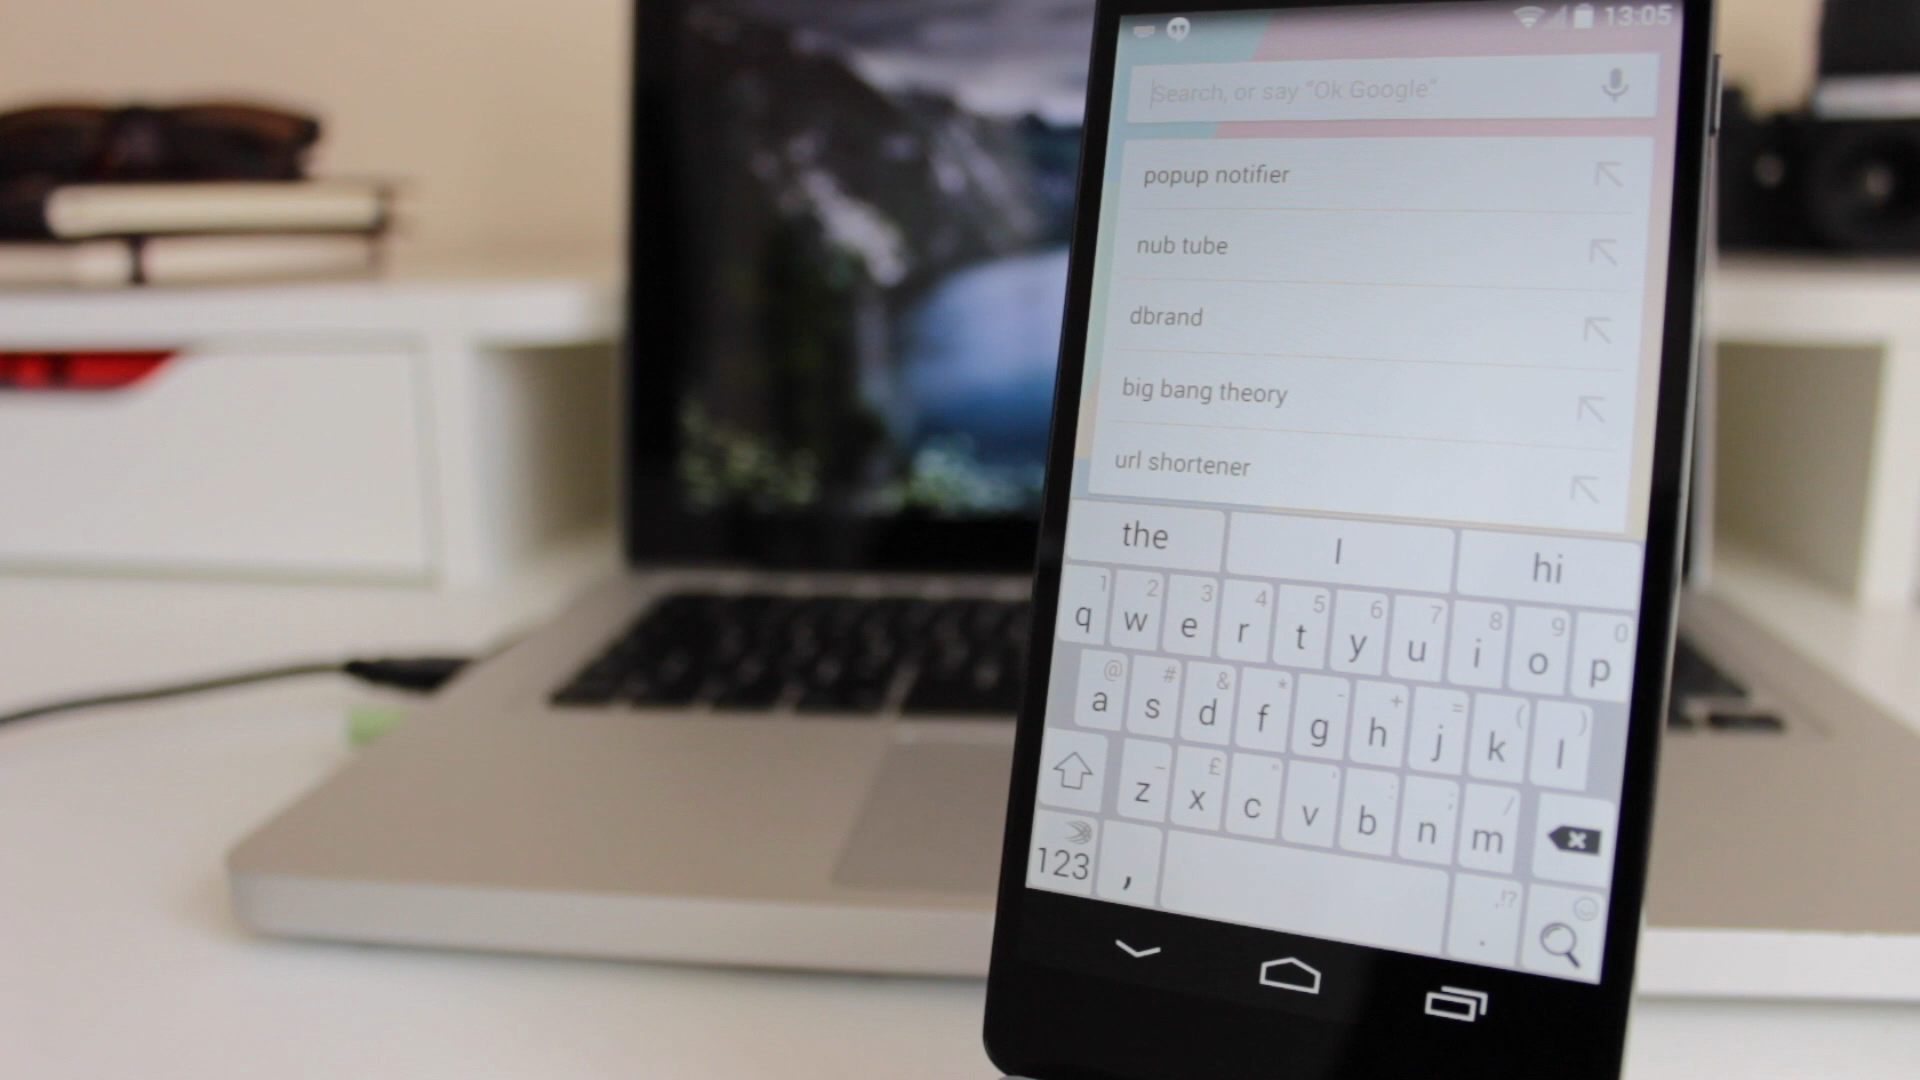 13:05
Search, or say "Ok Google"
popup notifier
nub tube
dbrand
big bang theory
url shortener
the I hi
1 2 3 4 5 6 7 8 9 0
q w e r t y u i o p
@ # & * - + = ( )
a s d f g h j k l
£ : ; /
z x c v b n m
123 , . .!?